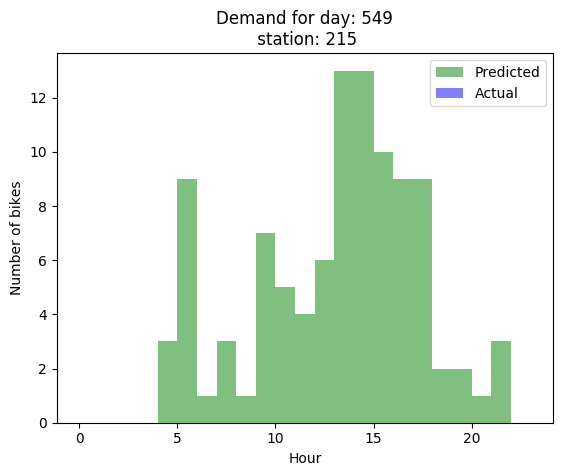 Demand for day: 549
station: 215
Predicted
Actual
Number of bikes
12
10
8
6
4
2
0
0
5
10
15
20
Hour